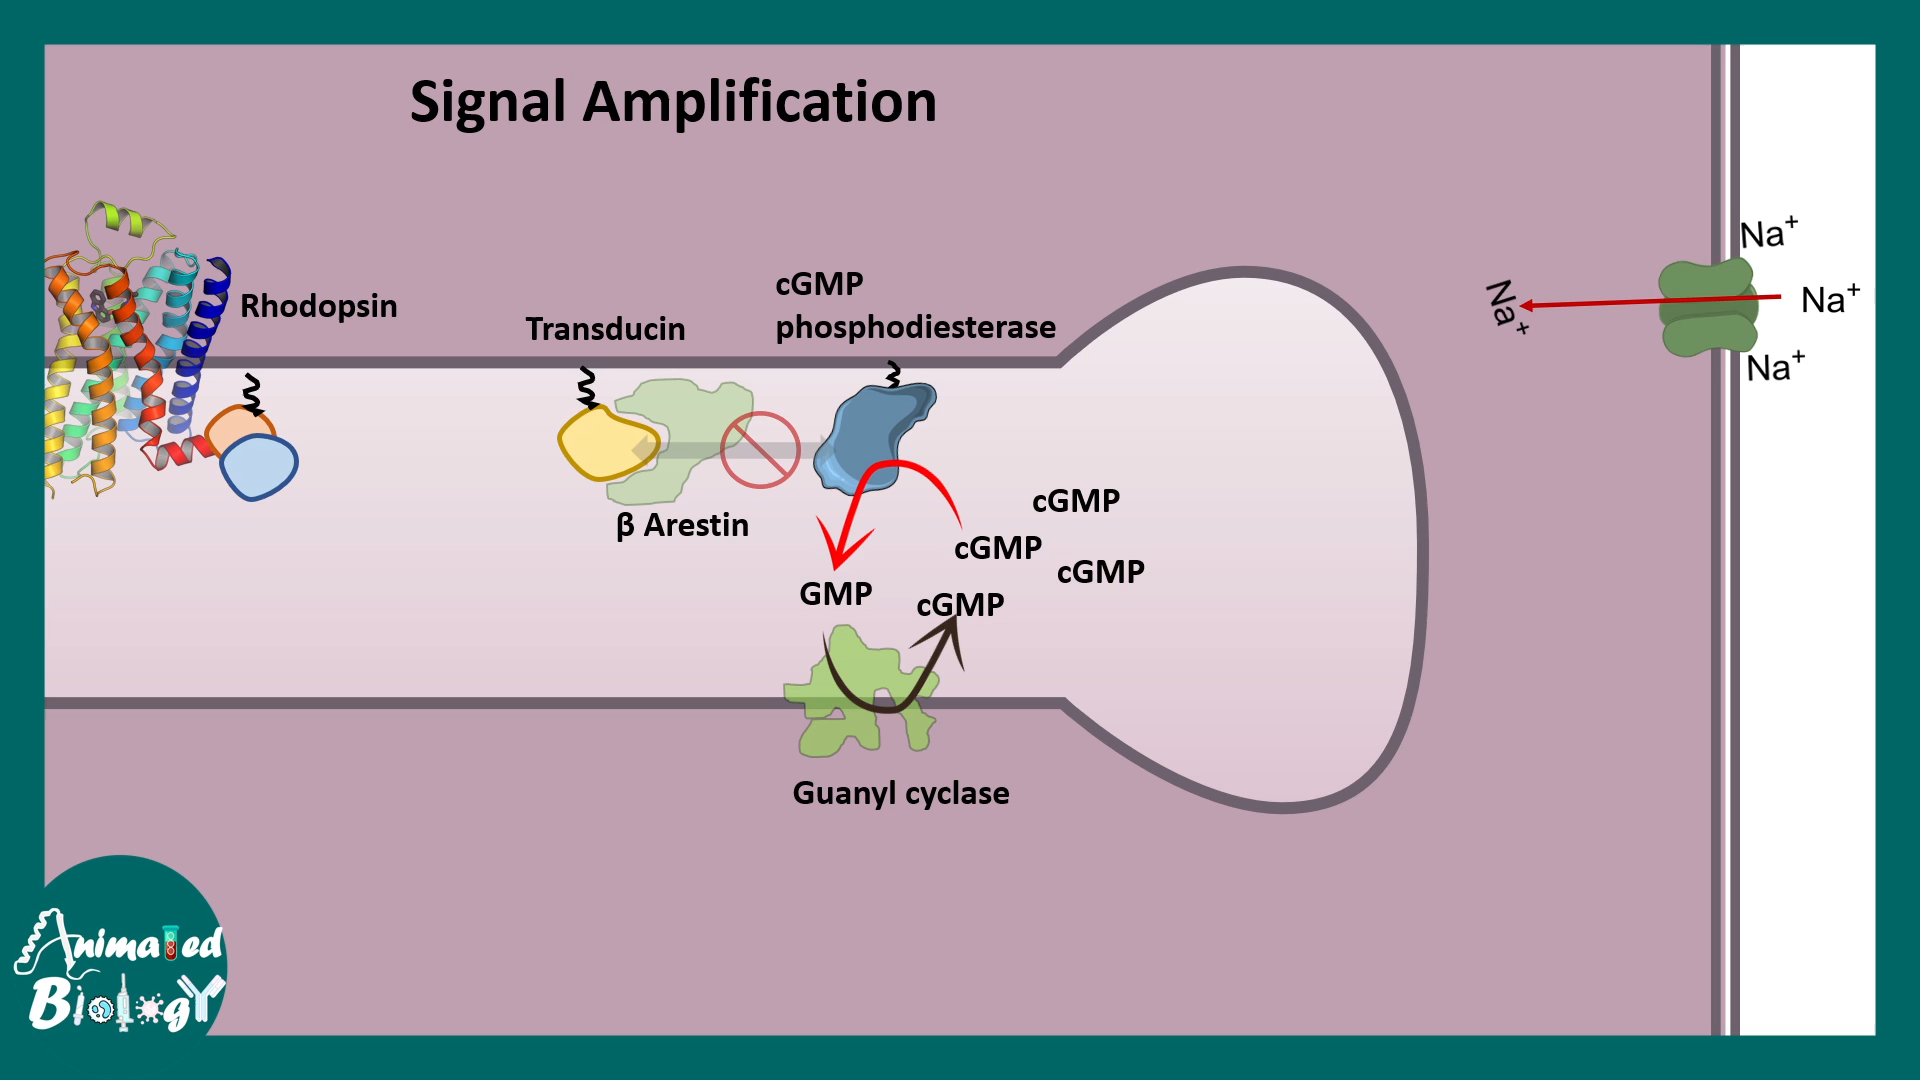 Signal Amplification
Rhodopsin
Transducin
cGMP
phosphodiesterase
Na+
Na+
Na+
Na+
β Arestin
cGMP
cGMP
cGMP
GMP
cGMP
Guanyl cyclase
Animated
Biology